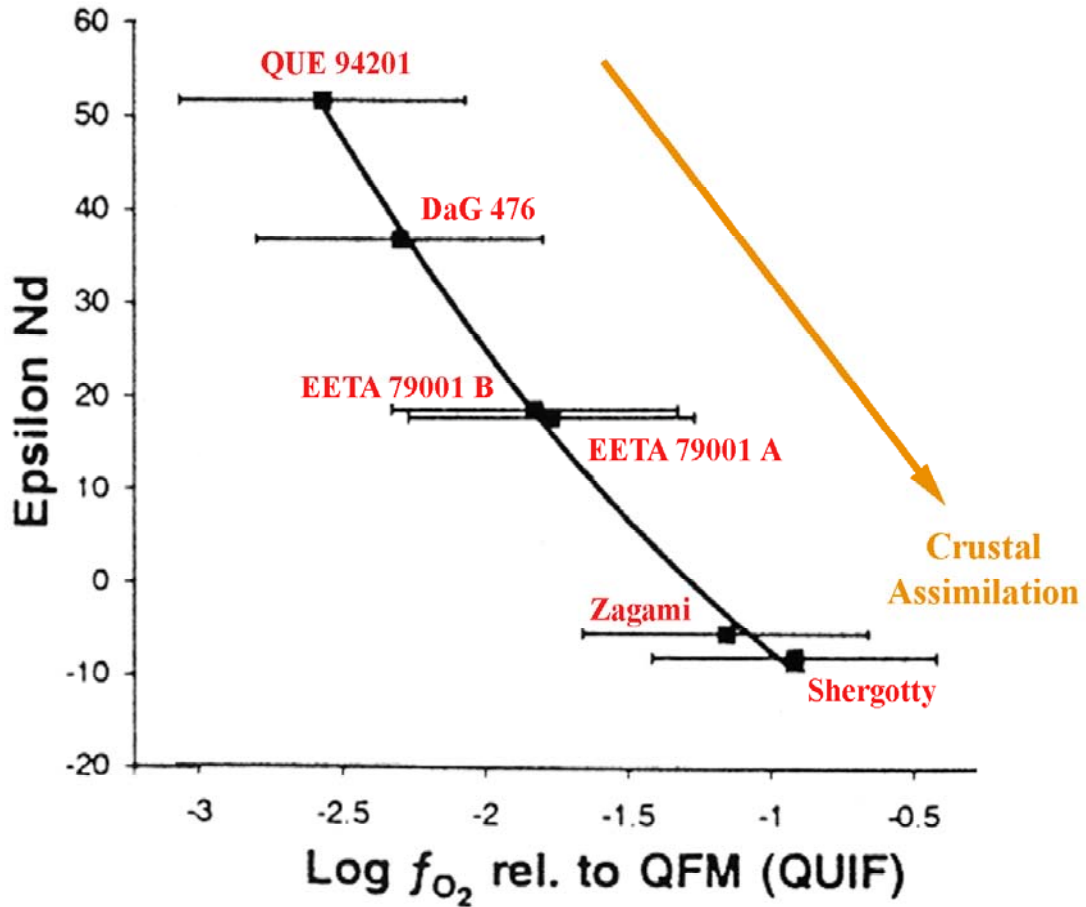 60
50
40
30
20
10
0
-10
-20
Epsilon Nd
QUE 94201
DaG 476
EETA 79001 B
EETA 79001 A
Zagami
Shergotty
Crustal
Assimilation
-3 -2.5 -2 -1.5 -1 -0.5
Log fO2 rel. to QFM (QUIF)